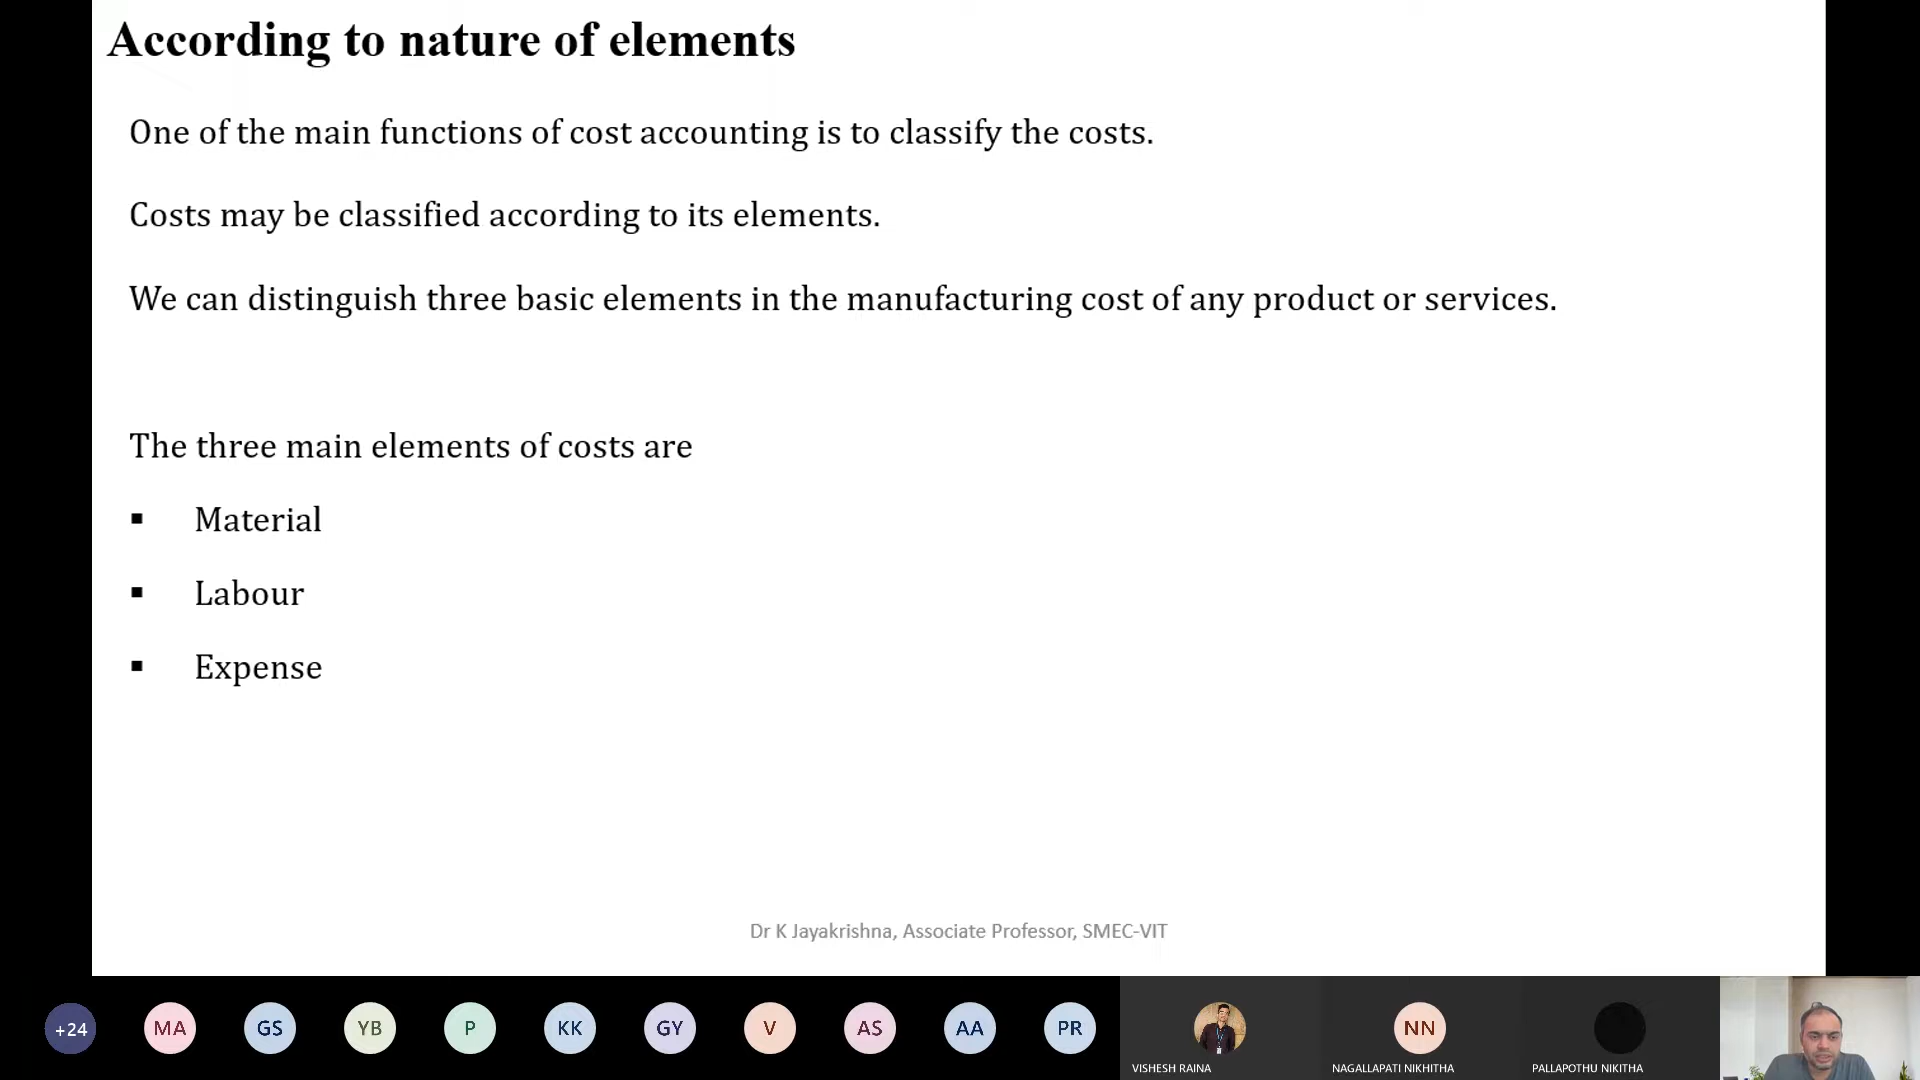 According to nature of elements
One of the main functions of cost accounting is to classify the costs.
Costs may be classified according to its elements.
We can distinguish three basic elements in the manufacturing cost of any product or services.
The three main elements of costs are
▪ Material
▪ Labour
▪ Expense
Dr K Jayakrishna, Associate Professor, SMEC-VIT
+24 MA GS YB P KK GY V AS AA PR NN
VISHESH RAINA NAGALLAPATI NIKHITHA PALLAPOTHU NIKITHA